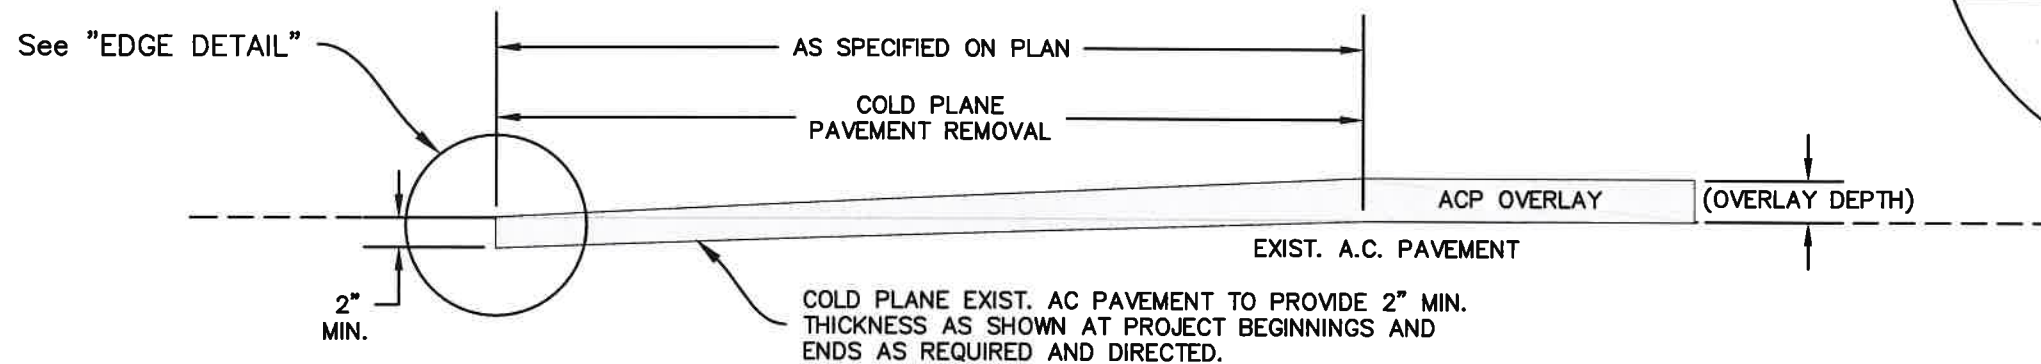 See "EDGE DETAIL"
AS SPECIFIED ON PLAN
COLD PLANE
PAVEMENT REMOVAL
ACP OVERLAY
(OVERLAY DEPTH)
EXIST. A.C. PAVEMENT
2"
MIN.
COLD PLANE EXIST. AC PAVEMENT TO PROVIDE 2" MIN.
THICKNESS AS SHOWN AT PROJECT BEGINNINGS AND
ENDS AS REQUIRED AND DIRECTED.